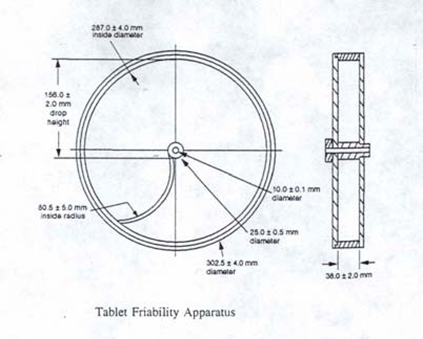 287.0 ± 4.0 mm
inside diameter
156.0 ±
2.0 mm
drop
height
80.5 ± 5.0 mm
inside radius
10.0 ± 0.1 mm
diameter
25.0 ± 0.5 mm
diameter
302.5 ± 4.0 mm
diameter
38.0 ± 2.0 mm
Tablet Friability Apparatus